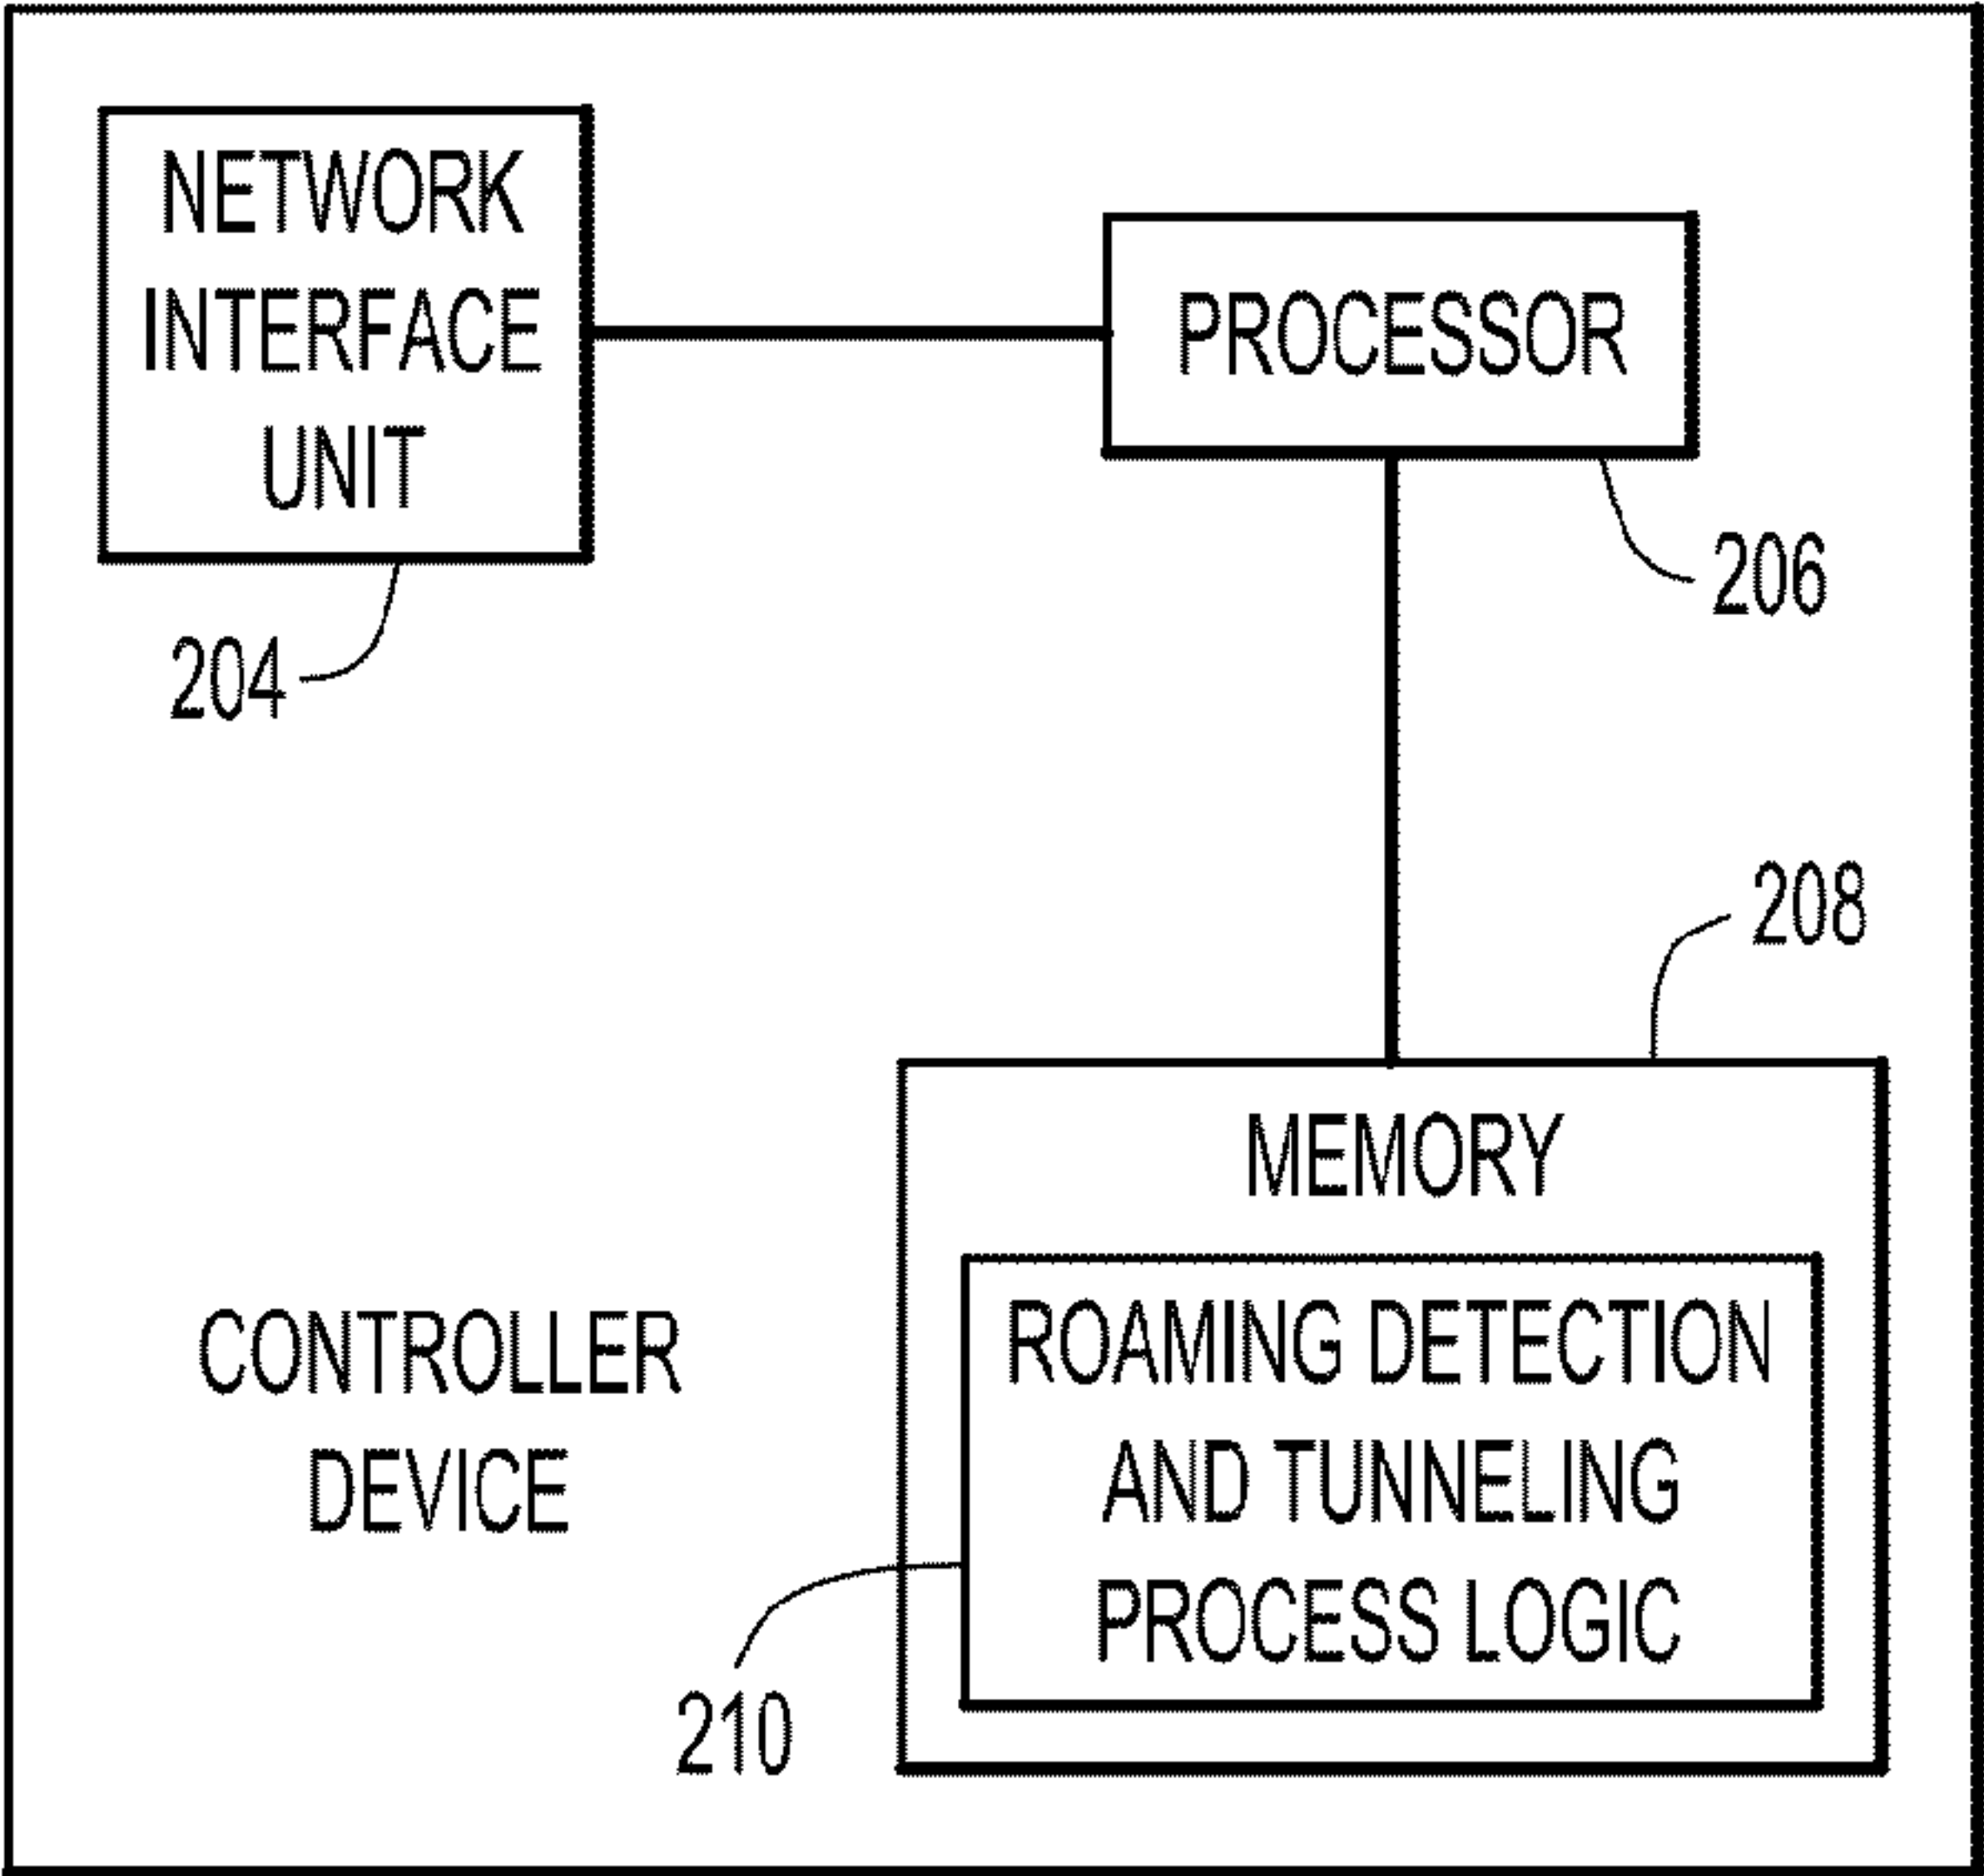 NETWORK
INTERFACE
UNIT
204
PROCESSOR
206
208
MEMORY
ROAMING DETECTION
AND TUNNELING
PROCESS LOGIC
210
CONTROLLER
DEVICE